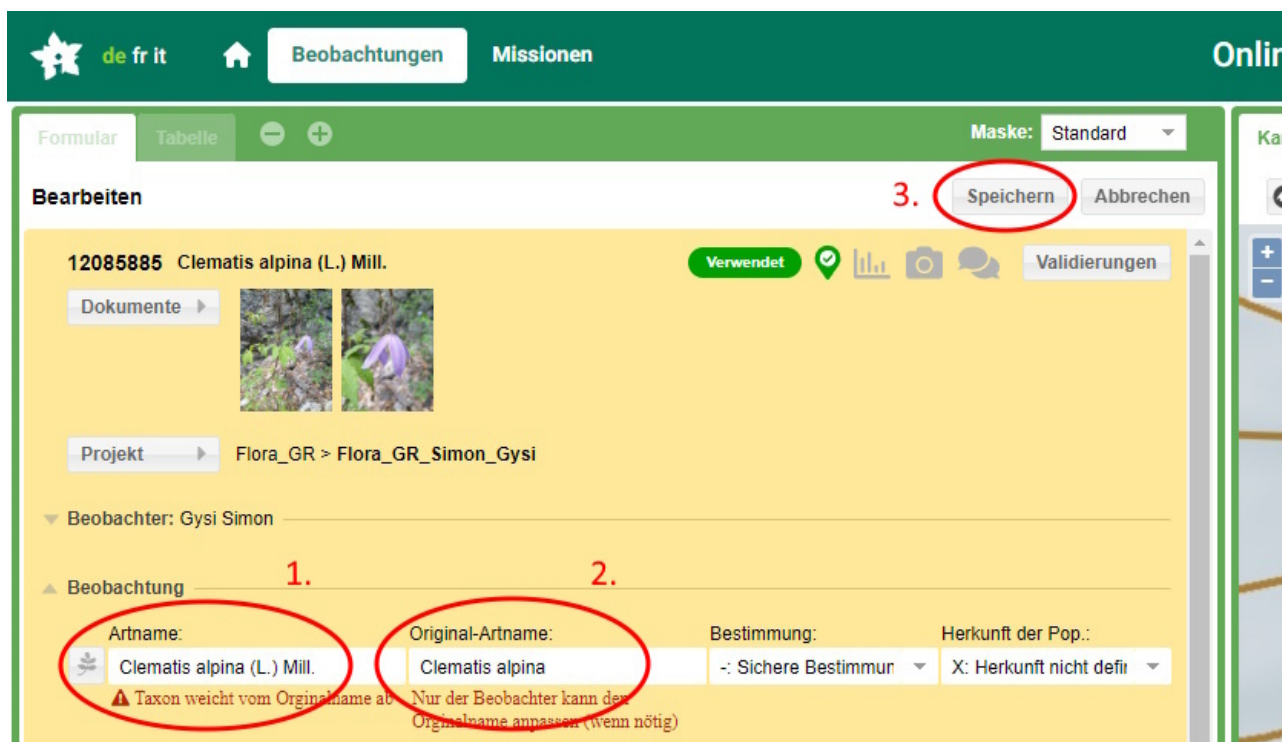 de fr it Beobachtungen Missionen
Formular Tabelle Maske: Standard
Bearbeiten 3. Speichern Abbrechen
12085885 Clematis alpina (L.) Mill. Verwendet Validierungen
Dokumente
Projekt Flora_GR > Flora_GR_Simon_Gysi
Beobachter: Gysi Simon
Beobachtung 1. 2.
Artname: Original-Artname: Bestimmung: Herkunft der Pop.:
Clematis alpina (L.) Mill. Clematis alpina -: Sichere Bestimmun X: Herkunft nicht defir
Taxon weicht vom Orginalname ab Nur der Beobachter kann den
Orginalname anpassen (wenn nötig)